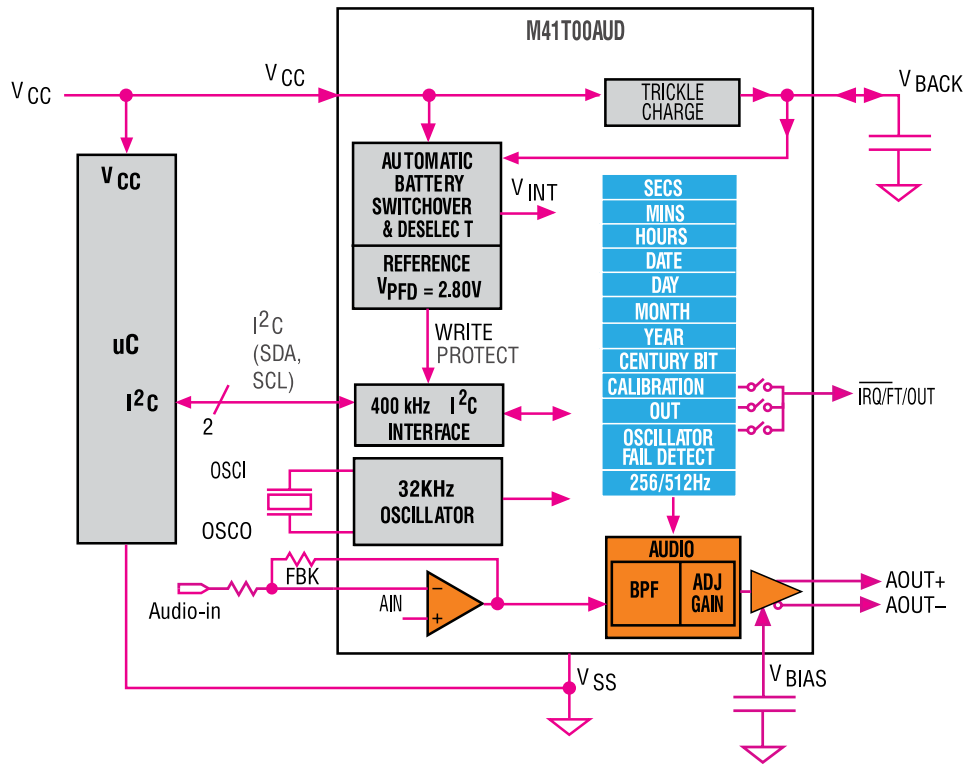 M41T00AUD
V CC
V CC
TRICKLE
CHARGE
V BACK
V CC
uC
I2C
AUTOMATIC
BATTERY
SWITCHOVER
& DESELEC T
V INT
REFERENCE
VPFD = 2.80V
WRITE
PROTECT
I2C
(SDA,
SCL)
2
400 kHz I2C
INTERFACE
OSCI
OSCO
32KHz
OSCILLATOR
SECS
MINS
HOURS
DATE
DAY
MONTH
YEAR
CENTURY BIT
CALIBRATION
OUT
OSCILLATOR
FAIL DETECT
256/512Hz
IRQ/FT/OUT
FBK
Audio-in
AIN
−
+
AUDIO
BPF
ADJ
GAIN
AOUT+
AOUT–
V SS
V BIAS